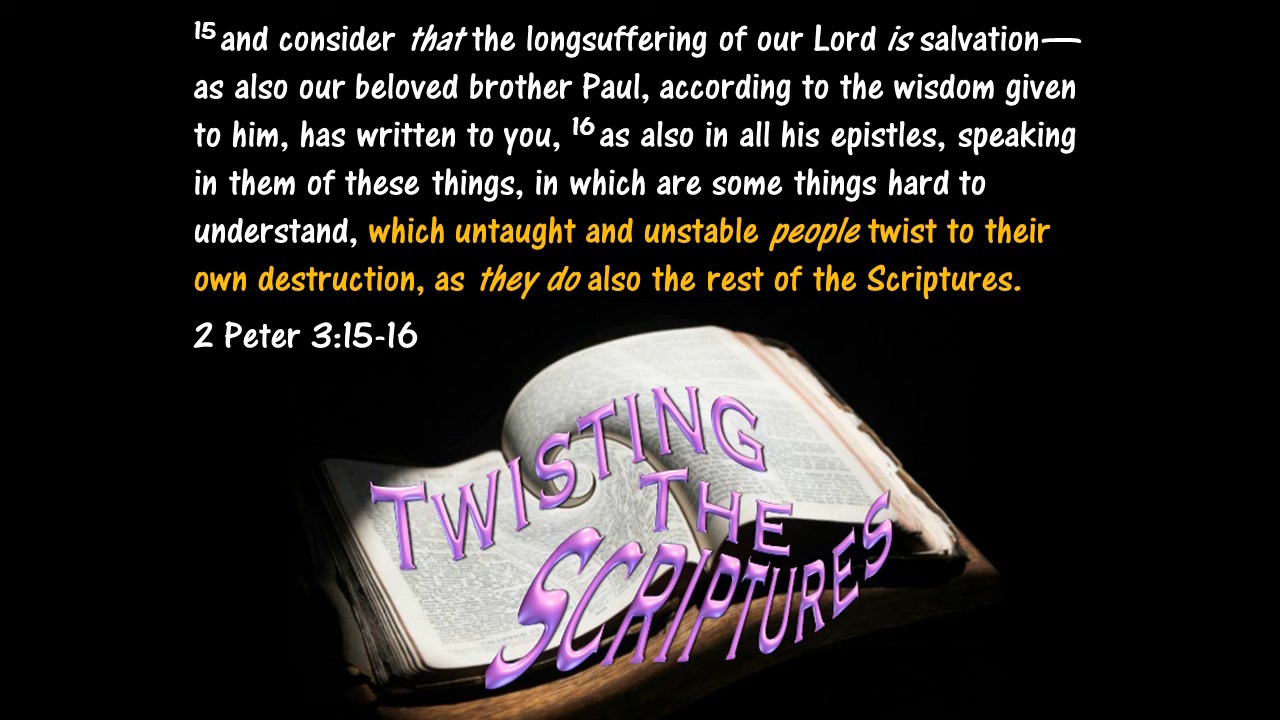 15 and consider that the longsuffering of our Lord is salvation—
as also our beloved brother Paul, according to the wisdom given
to him, has written to you, 16 as also in all his epistles, speaking
in them of these things, in which are some things hard to
understand, which untaught and unstable people twist to their
own destruction, as they do also the rest of the Scriptures.
2 Peter 3:15-16
TWISTING
THE
SCRIPTURES